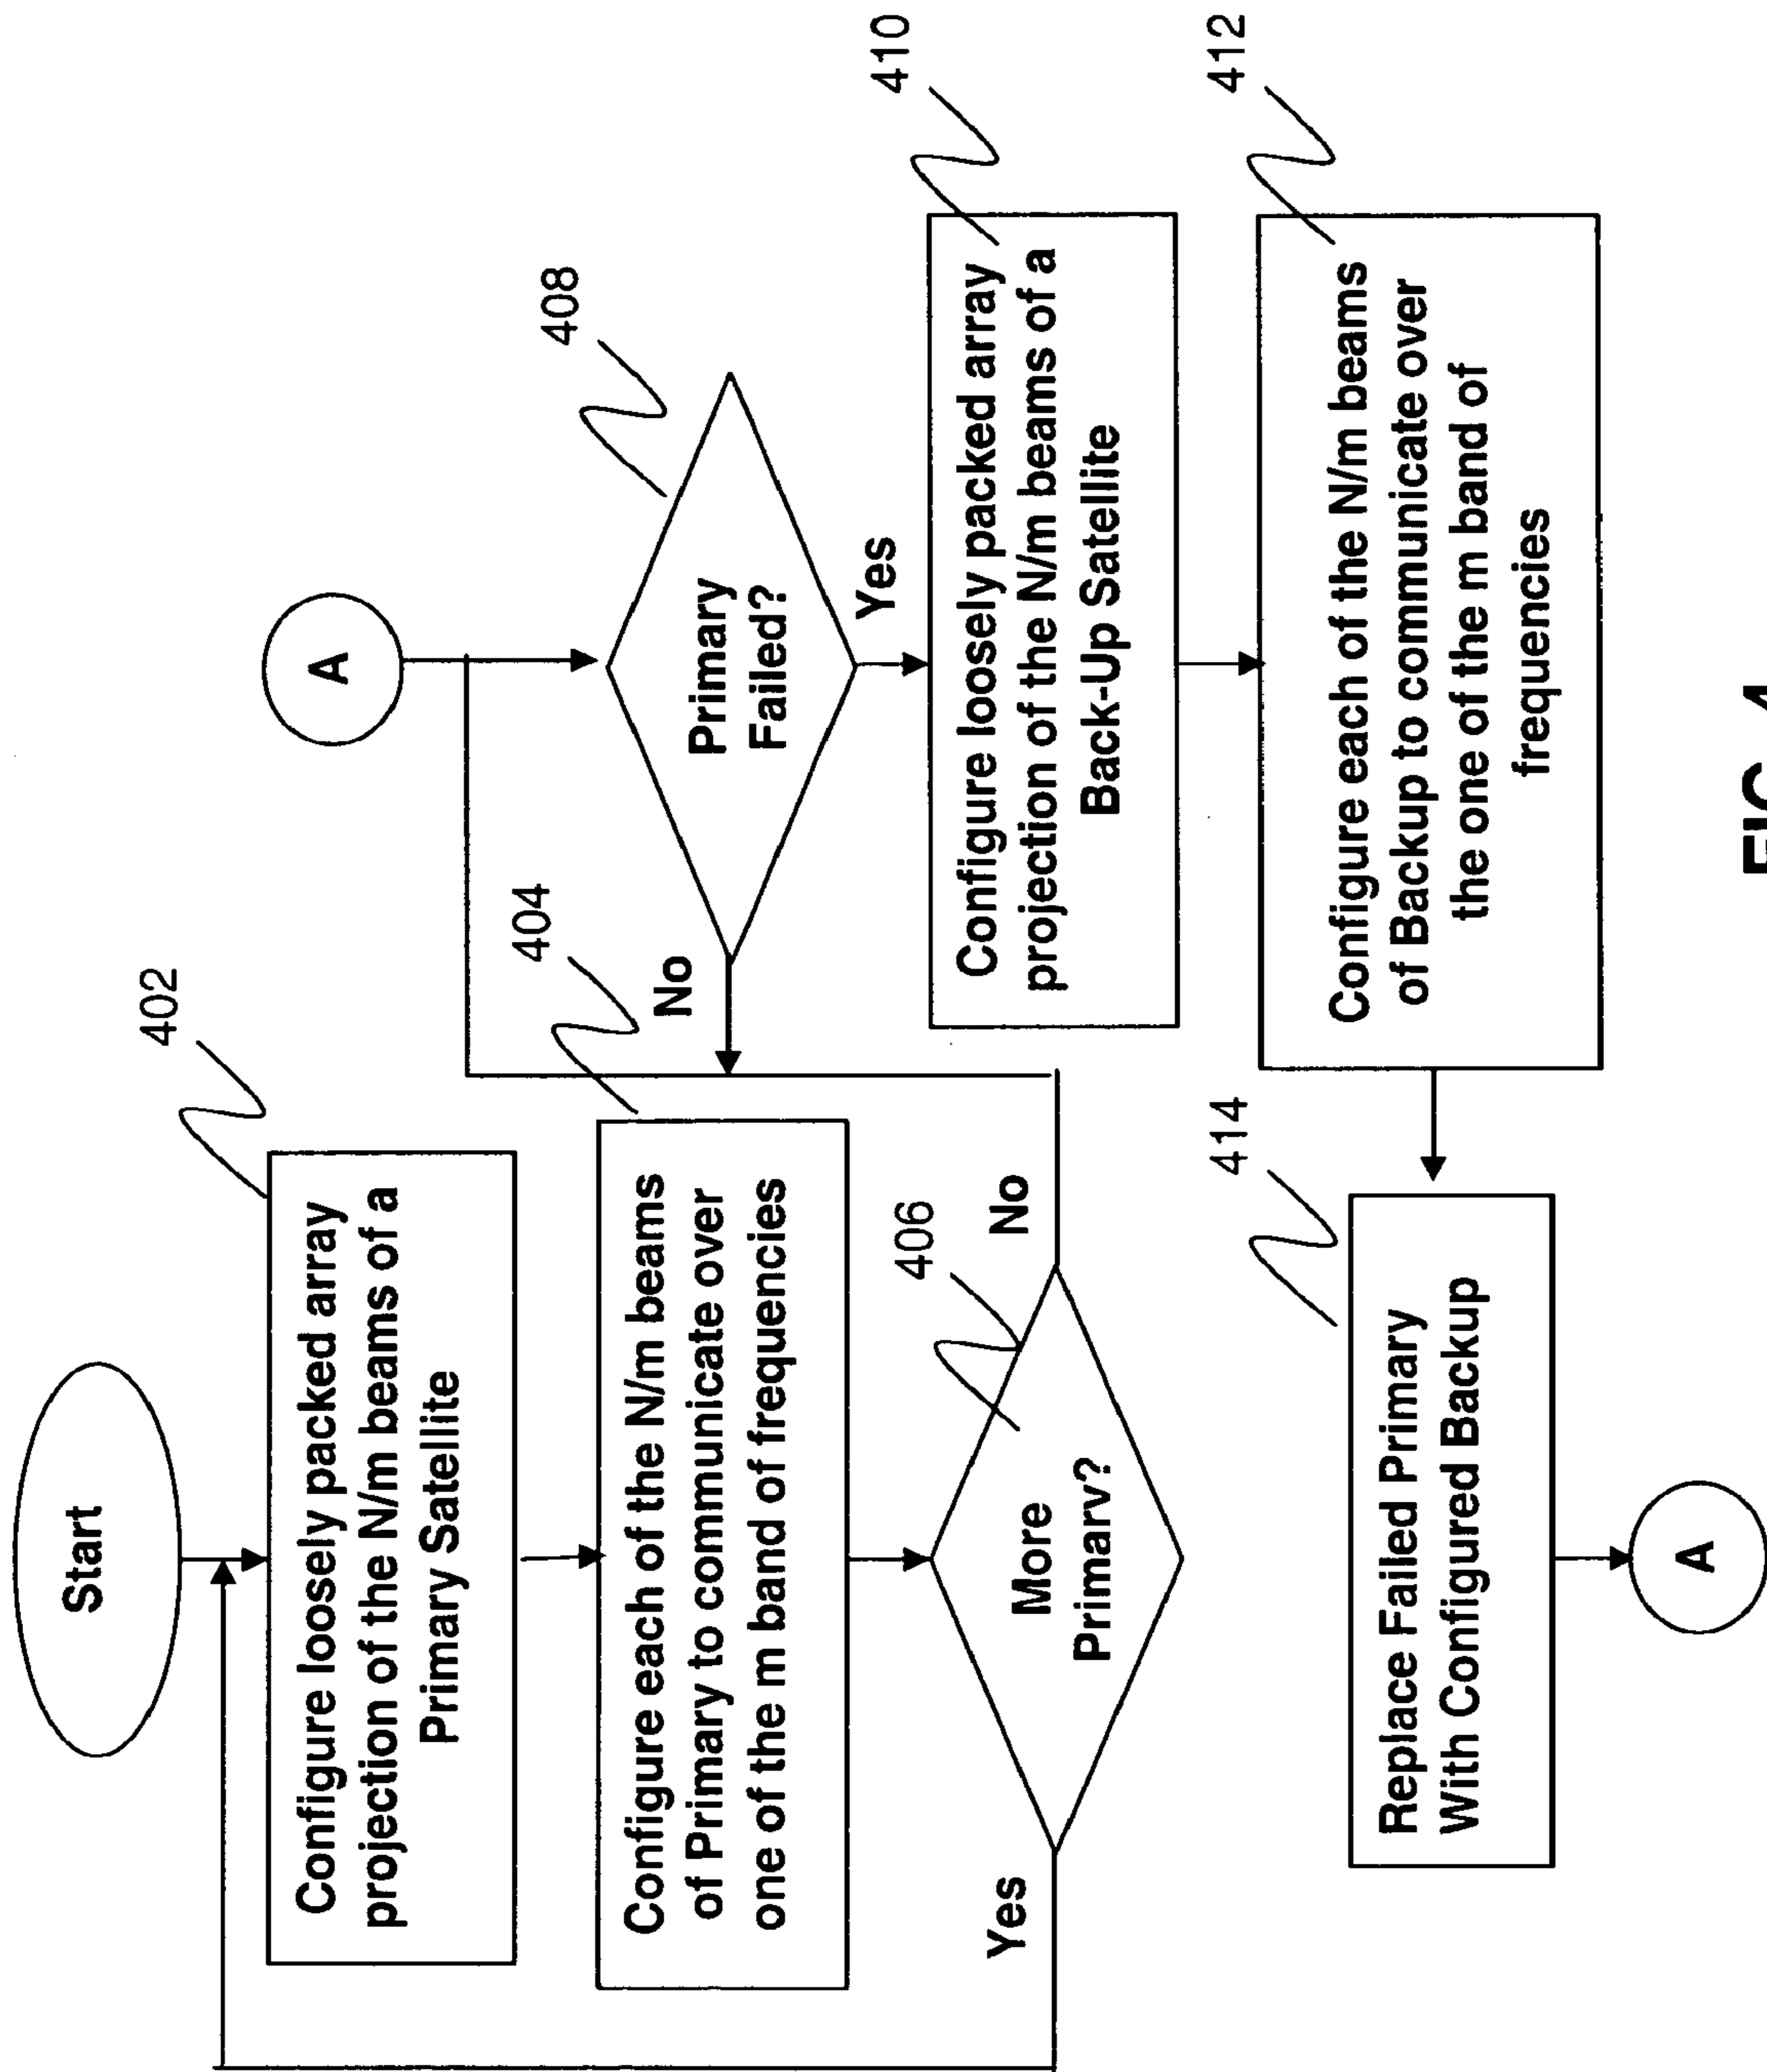 Start
402
Configure loosely packed array
projection of the N/m beams of a
Primary Satellite
404
Configure each of the N/m beams
of Primary to communicate over
one of the m band of frequencies
406
More
Primary?
Yes
No
A
408
Primary
Failed?
No
Yes
410
Configure loosely packed array
projection of the N/m beams of a
Back-Up Satellite
412
Configure each of the N/m beams
of Backup to communicate over
the one of the m band of
frequencies
414
Replace Failed Primary
With Configured Backup
A
FIG. 4